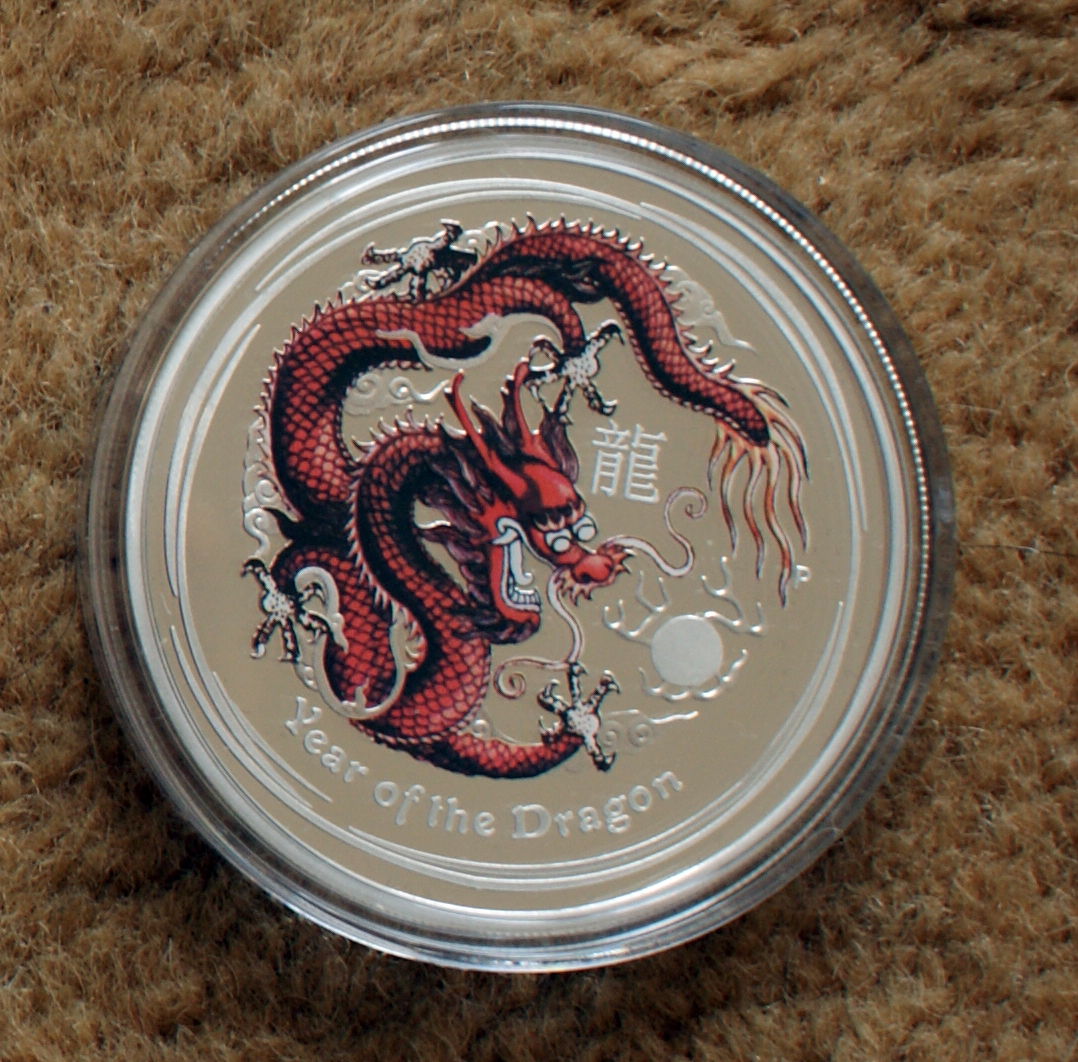 龍
P
Year of the Dragon